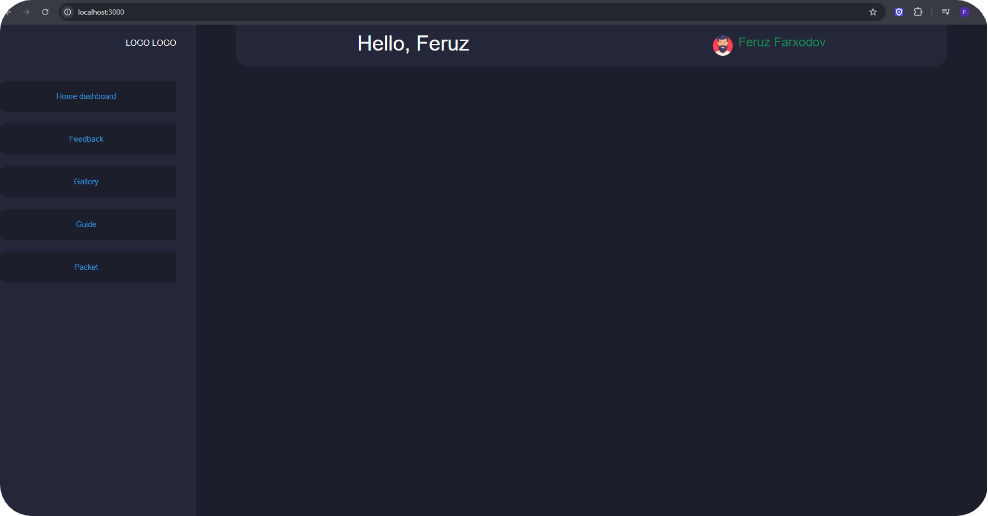 localhost:3000
F
LOGO LOGO
Hello, Feruz
Feruz Farxodov
Home dashboard
Feedback
Gallery
Guide
Packet